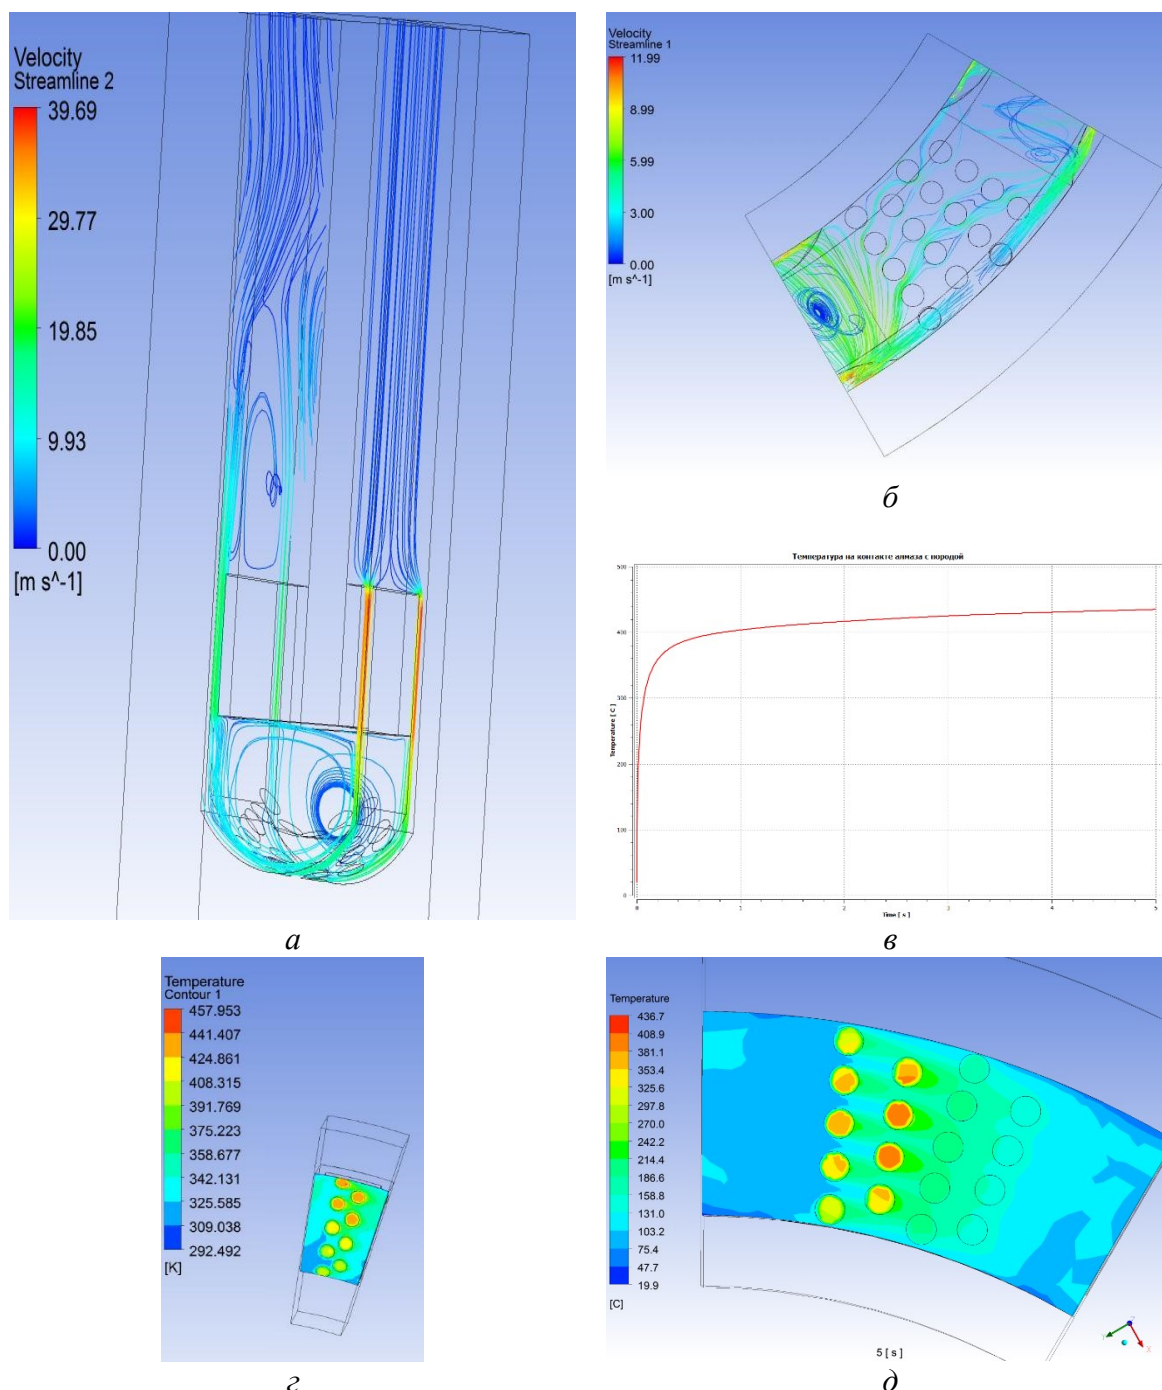 Velocity
Streamline 2
39.69
29.77
19.85
9.93
0.00
[m s^-1]
а
Velocity
Streamline 1
11.99
8.99
5.99
3.00
0.00
[m s^-1]
б
Температура на контакте алмаза с породой
500
400
300
200
100
0
Temperature [ C ]
0
1
2
3
4
5
Time [ s ]
в
Temperature
Contour 1
457.953
441.407
424.861
408.315
391.769
375.223
358.677
342.131
325.585
309.038
292.492
[K]
г
Temperature
436.7
408.9
381.1
353.4
325.6
297.8
270.0
242.2
214.4
186.6
158.8
131.0
103.2
75.4
47.7
19.9
[C]
5 [ s ]
Y
X
д